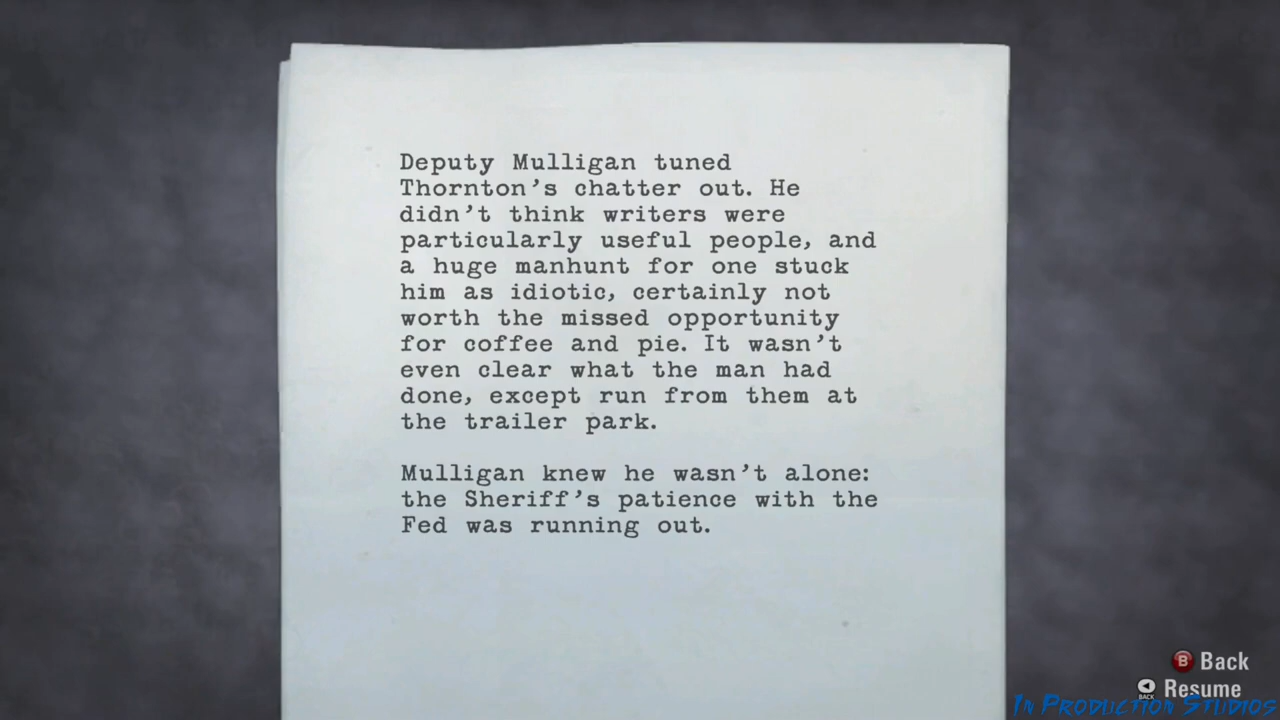 Deputy Mulligan tuned
Thornton's chatter out. He
didn't think writers were
particularly useful people, and
a huge manhunt for one stuck
him as idiotic, certainly not
worth the missed opportunity
for coffee and pie. It wasn't
even clear what the man had
done, except run from them at
the trailer park.
Mulligan knew he wasn't alone:
the Sheriff's patience with the
Fed was running out.
B Back
BACK Resume
In Production Studios